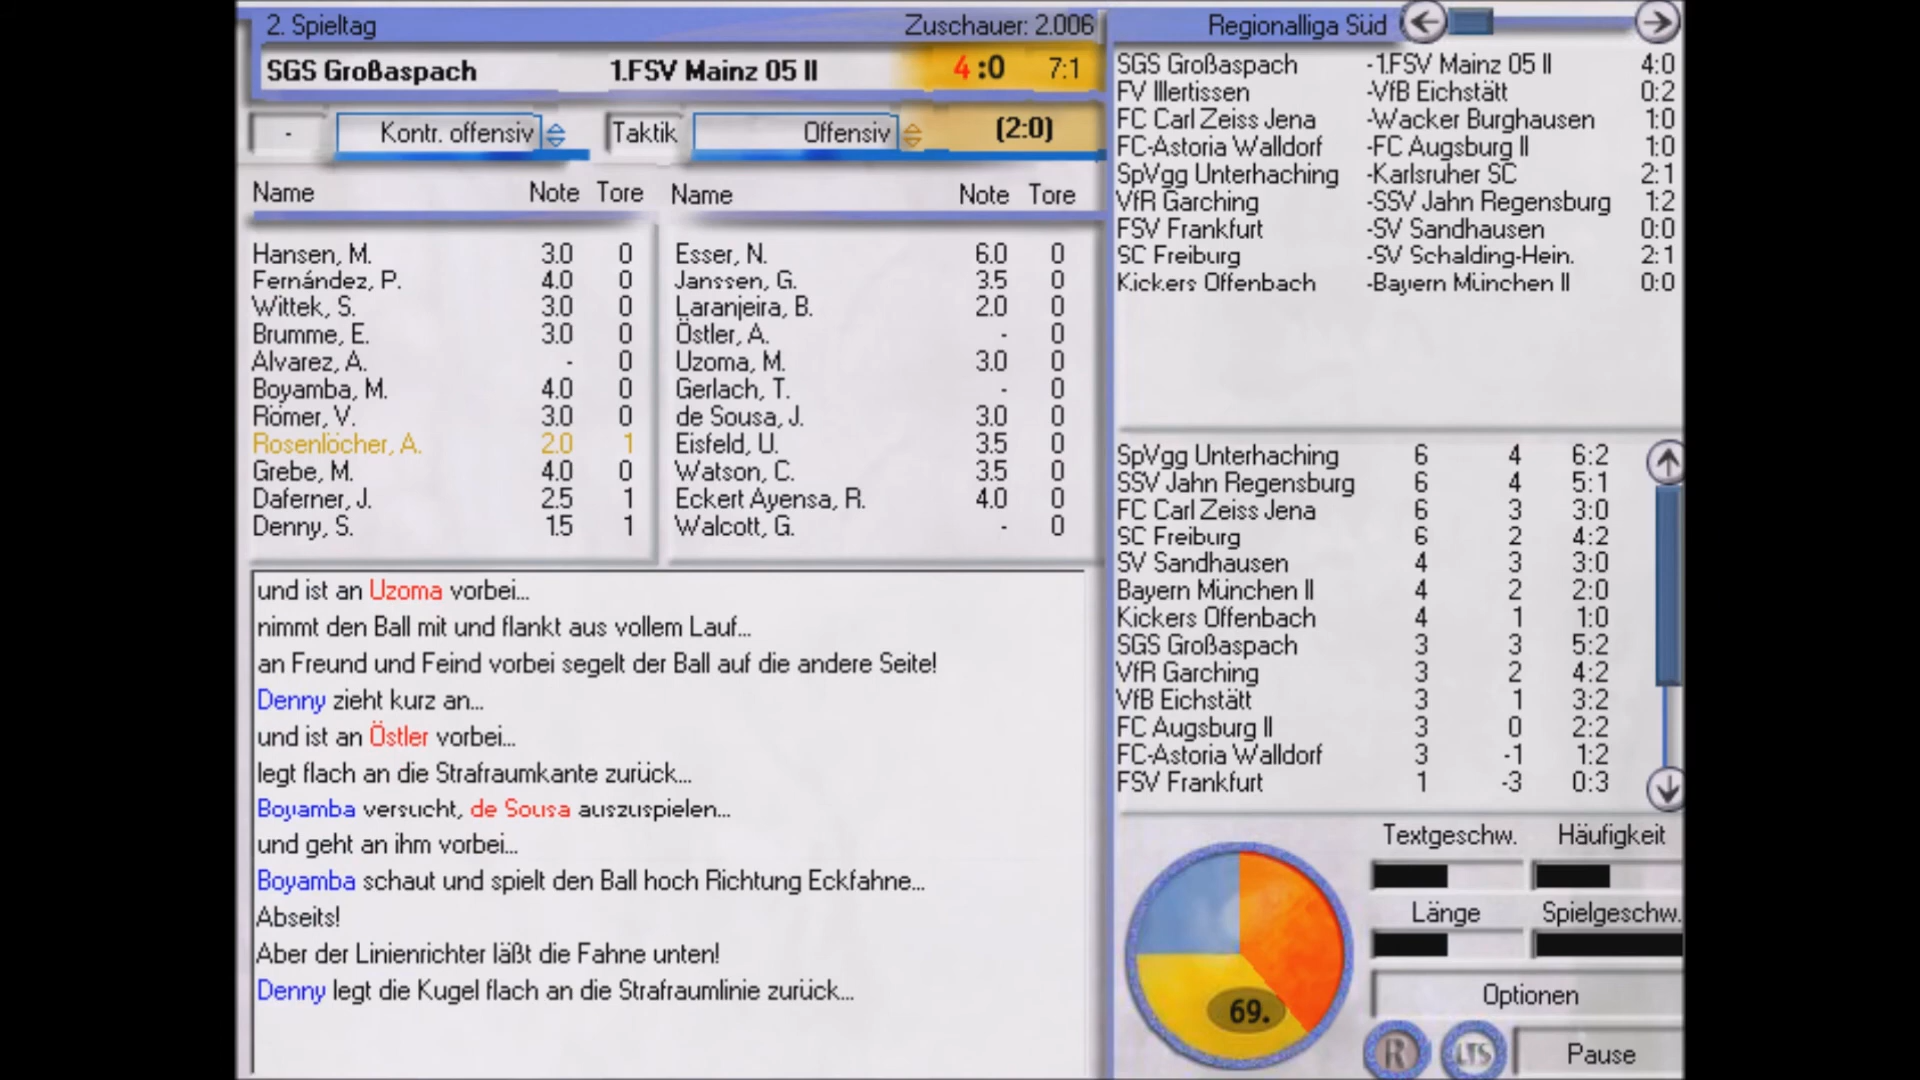 2. Spieltag Zuschauer: 2.006
SGS Großaspach 1.FSV Mainz 05 II 4:0 7:1
- Kontr. offensiv Taktik Offensiv (2:0)
Name Note Tore Name Note Tore
Hansen, M. 3.0 0 Esser, N. 6.0 0
Fernández, P. 4.0 0 Janssen, G. 3.5 0
Wittek, S. 3.0 0 Laranjeira, B. 2.0 0
Brumme, E. 3.0 0 Östler, A. - 0
Alvarez, A. - 0 Uzoma, M. 3.0 0
Boyamba, M. 4.0 0 Gerlach, T. - 0
Römer, V. 3.0 0 de Sousa, J. 3.0 0
Rosenlöcher, A. 2.0 1 Eisfeld, U. 3.5 0
Grebe, M. 4.0 0 Watson, C. 3.5 0
Daferner, J. 2.5 1 Eckert Ayensa, R. 4.0 0
Denny, S. 1.5 1 Walcott, G. - 0
und ist an Uzoma vorbei...
nimmt den Ball mit und flankt aus vollem Lauf...
an Freund und Feind vorbei segelt der Ball auf die andere Seite!
Denny zieht kurz an...
und ist an Östler vorbei...
legt flach an die Strafraumkante zurück...
Boyamba versucht, de Sousa auszuspielen...
und geht an ihm vorbei...
Boyamba schaut und spielt den Ball hoch Richtung Eckfahne...
Abseits!
Aber der Linienrichter läßt die Fahne unten!
Denny legt die Kugel flach an die Strafraumlinie zurück...
Regionalliga Süd
SGS Großaspach -1.FSV Mainz 05 II 4:0
FV Illertissen -VfB Eichstätt 0:2
FC Carl Zeiss Jena -Wacker Burghausen 1:0
FC-Astoria Walldorf -FC Augsburg II 1:0
SpVgg Unterhaching -Karlsruher SC 2:1
VfR Garching -SSV Jahn Regensburg 1:2
FSV Frankfurt -SV Sandhausen 0:0
SC Freiburg -SV Schalding-Hein. 2:1
Kickers Offenbach -Bayern München II 0:0
SpVgg Unterhaching 6 4 6:2
SSV Jahn Regensburg 6 4 5:1
FC Carl Zeiss Jena 6 3 3:0
SC Freiburg 6 2 4:2
SV Sandhausen 4 3 3:0
Bayern München II 4 2 2:0
Kickers Offenbach 4 1 1:0
SGS Großaspach 3 3 5:2
VfR Garching 3 2 4:2
VfB Eichstätt 3 1 3:2
FC Augsburg II 3 0 2:2
FC-Astoria Walldorf 3 -1 1:2
FSV Frankfurt 1 -3 0:3
Textgeschw. Häufigkeit
Länge Spielgeschw.
69.
Optionen
R LTS Pause